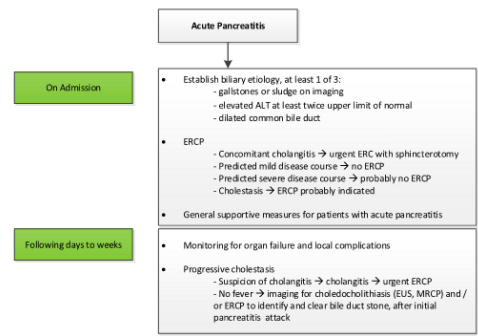 Acute Pancreatitis
On Admission
• Establish biliary etiology, at least 1 of 3:
- gallstones or sludge on imaging
- elevated ALT at least twice upper limit of normal
- dilated common bile duct
• ERCP
- Concomitant cholangitis → urgent ERC with sphincterotomy
- Predicted mild disease course → no ERCP
- Predicted severe disease course → probably no ERCP
- Cholestasis → ERCP probably indicated
• General supportive measures for patients with acute pancreatitis
Following days to weeks
• Monitoring for organ failure and local complications
• Progressive cholestasis
- Suspicion of cholangitis → cholangitis → urgent ERCP
- No fever → imaging for choledocholithiasis (EUS, MRCP) and /
or ERCP to identify and clear bile duct stone, after initial
pancreatitis attack